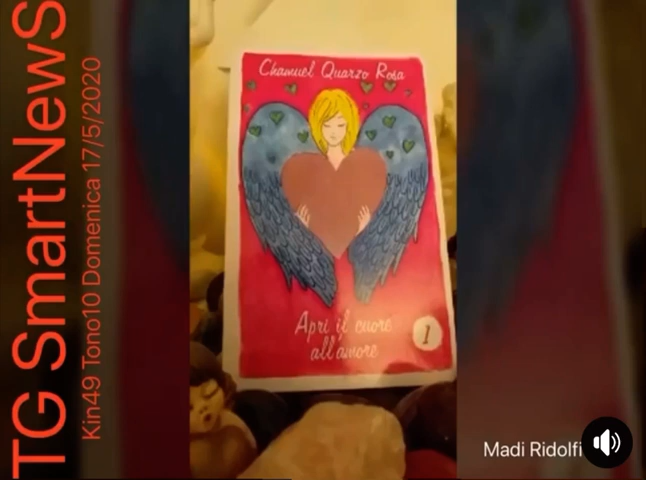 TG SmartNewS
Kin49 Tono10 Domenica 17/5/2020
Chamuel Quarzo Rosa
Apri il cuore
all'amore
1
Madi Ridolfi